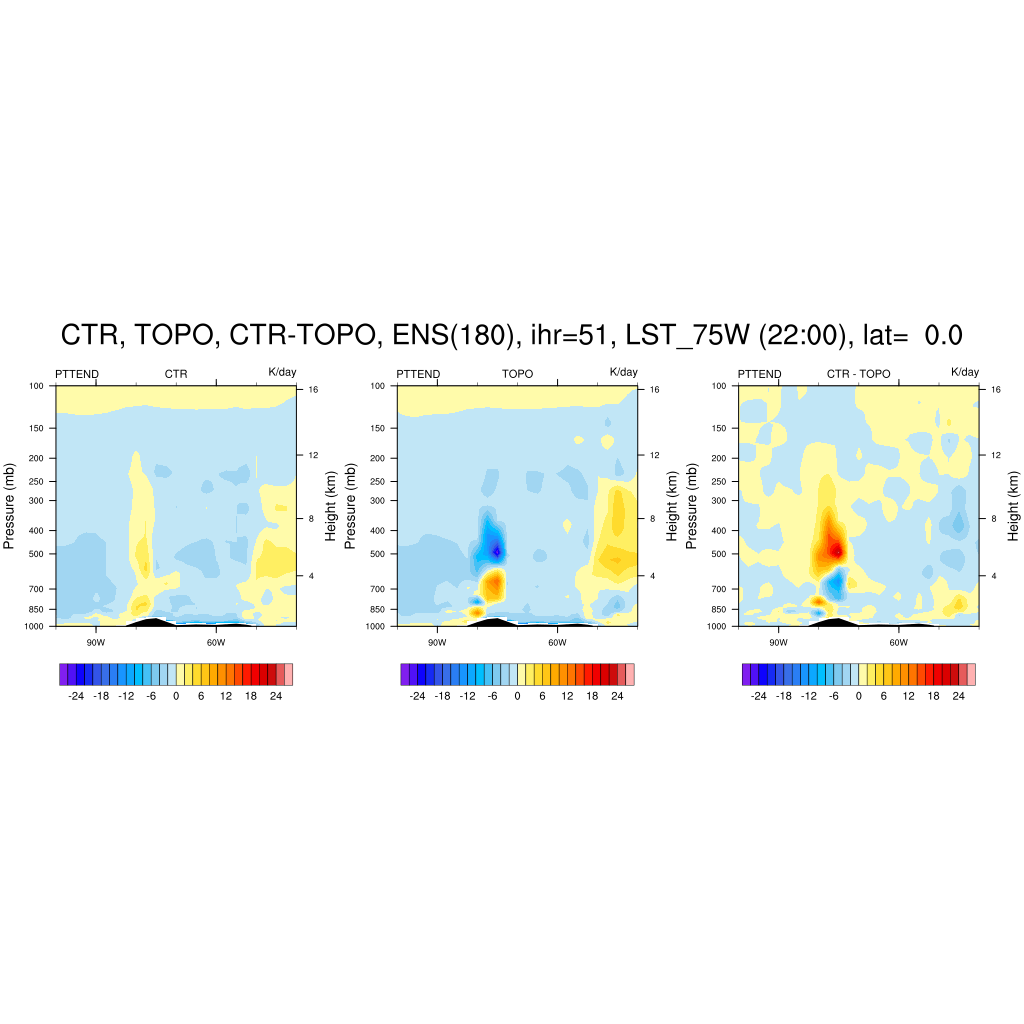 CTR, TOPO, CTR-TOPO, ENS(180), ihr=51, LST_75W (22:00), lat= 0.0
PTTEND CTR K/day
PTTEND TOPO K/day
PTTEND CTR - TOPO K/day
Pressure (mb)
100
150
200
250
300
400
500
700
850
1000
16
12
8
4
Height (km)
90W 60W
-24 -18 -12 -6 0 6 12 18 24
Pressure (mb)
100
150
200
250
300
400
500
700
850
1000
16
12
8
4
Height (km)
90W 60W
-24 -18 -12 -6 0 6 12 18 24
Pressure (mb)
100
150
200
250
300
400
500
700
850
1000
16
12
8
4
Height (km)
90W 60W
-24 -18 -12 -6 0 6 12 18 24